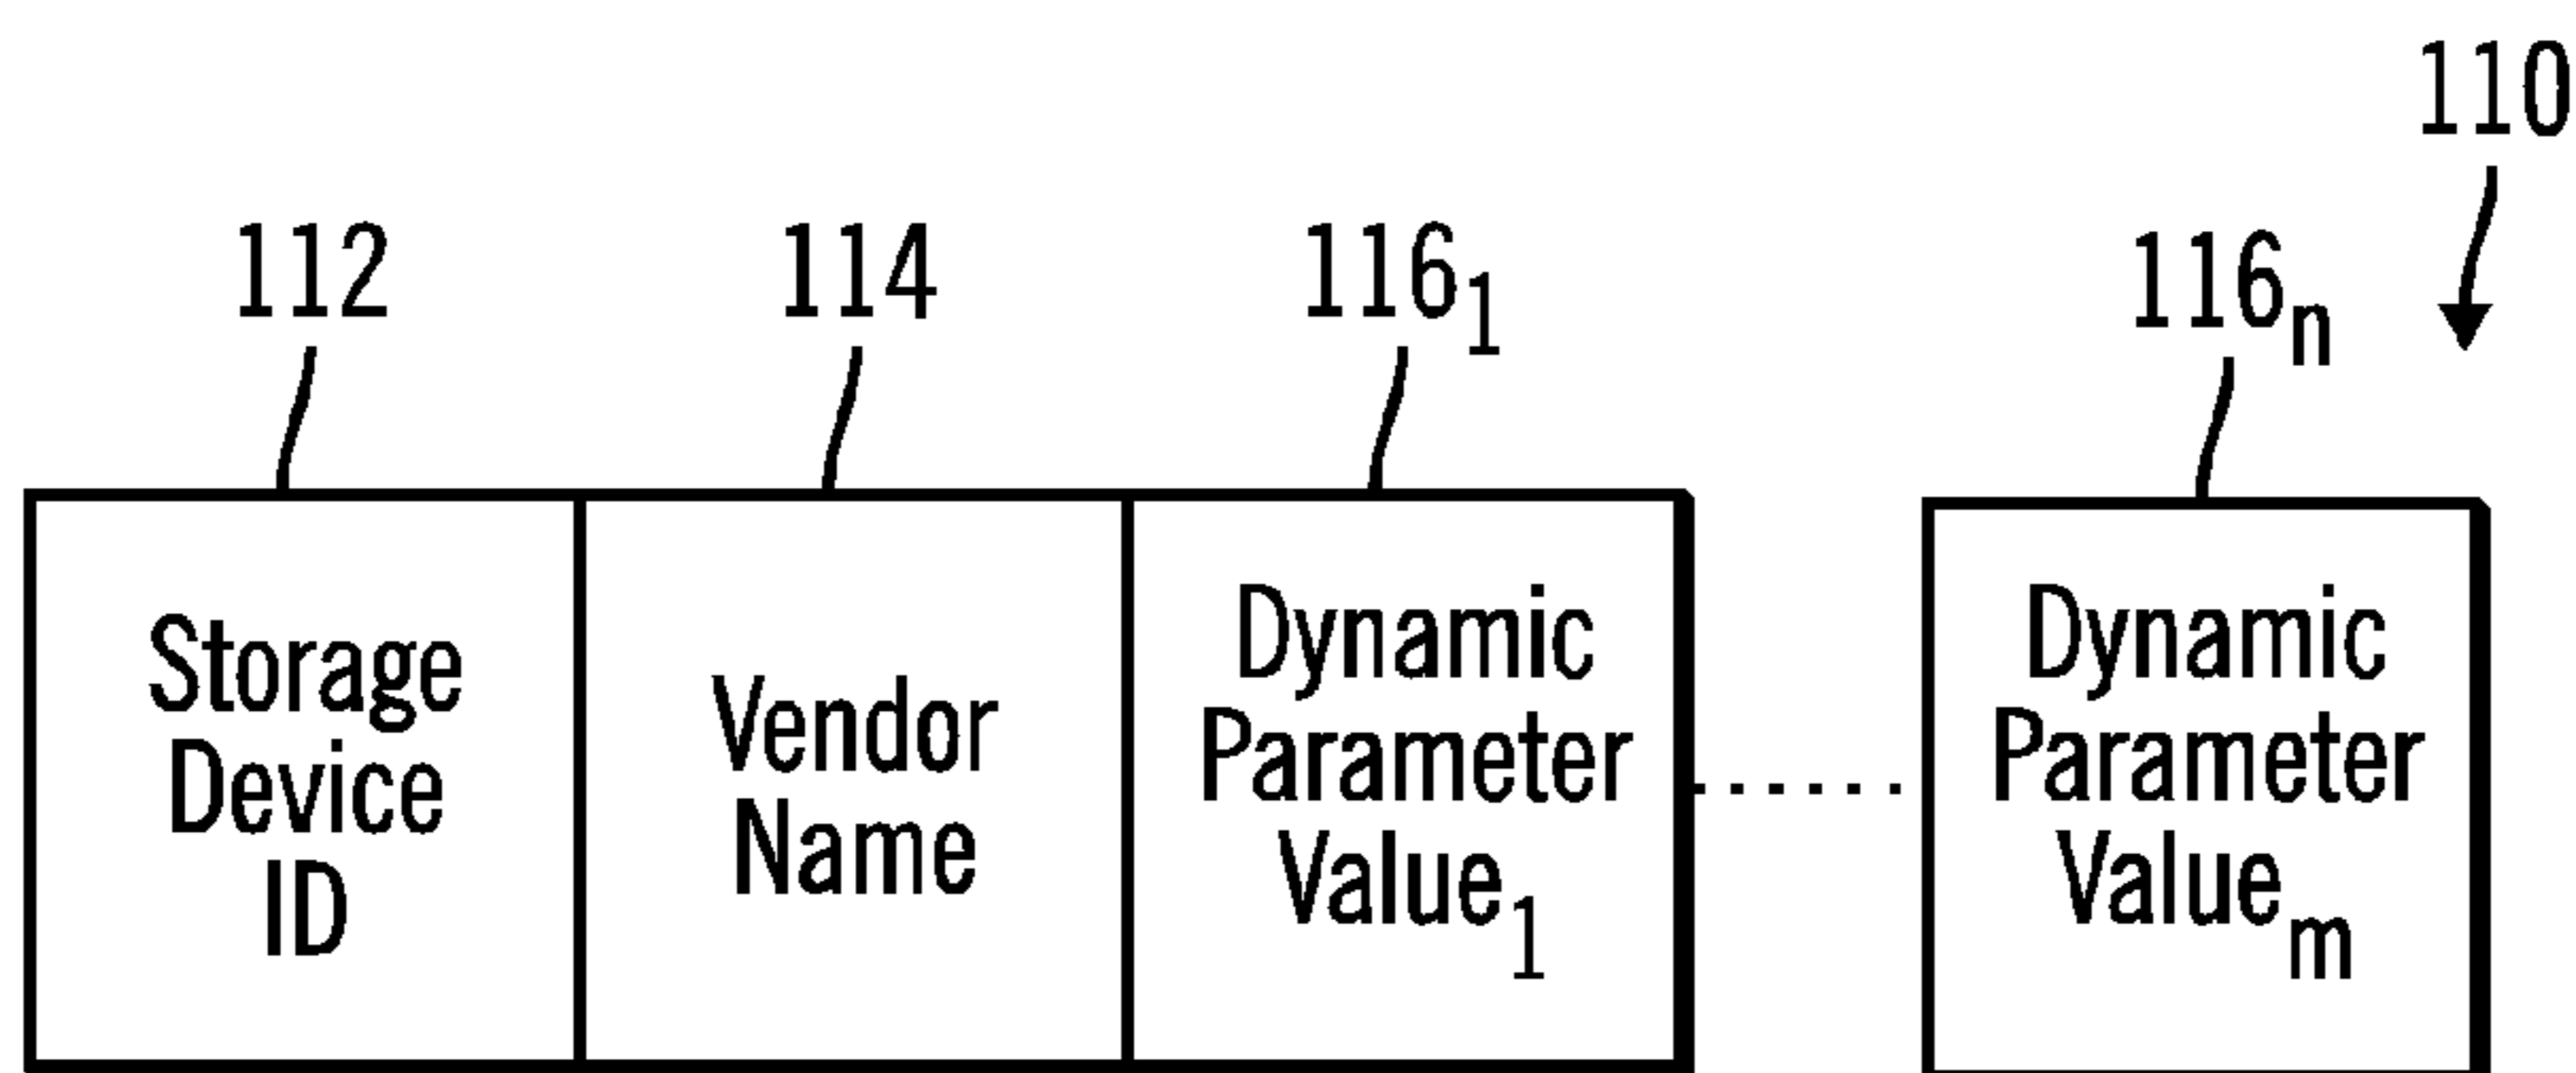 110
112 114 116₁ 116ₙ
Storage
Device
ID
Vendor
Name
Dynamic
Parameter
Value₁
......
Dynamic
Parameter
Valueₘ